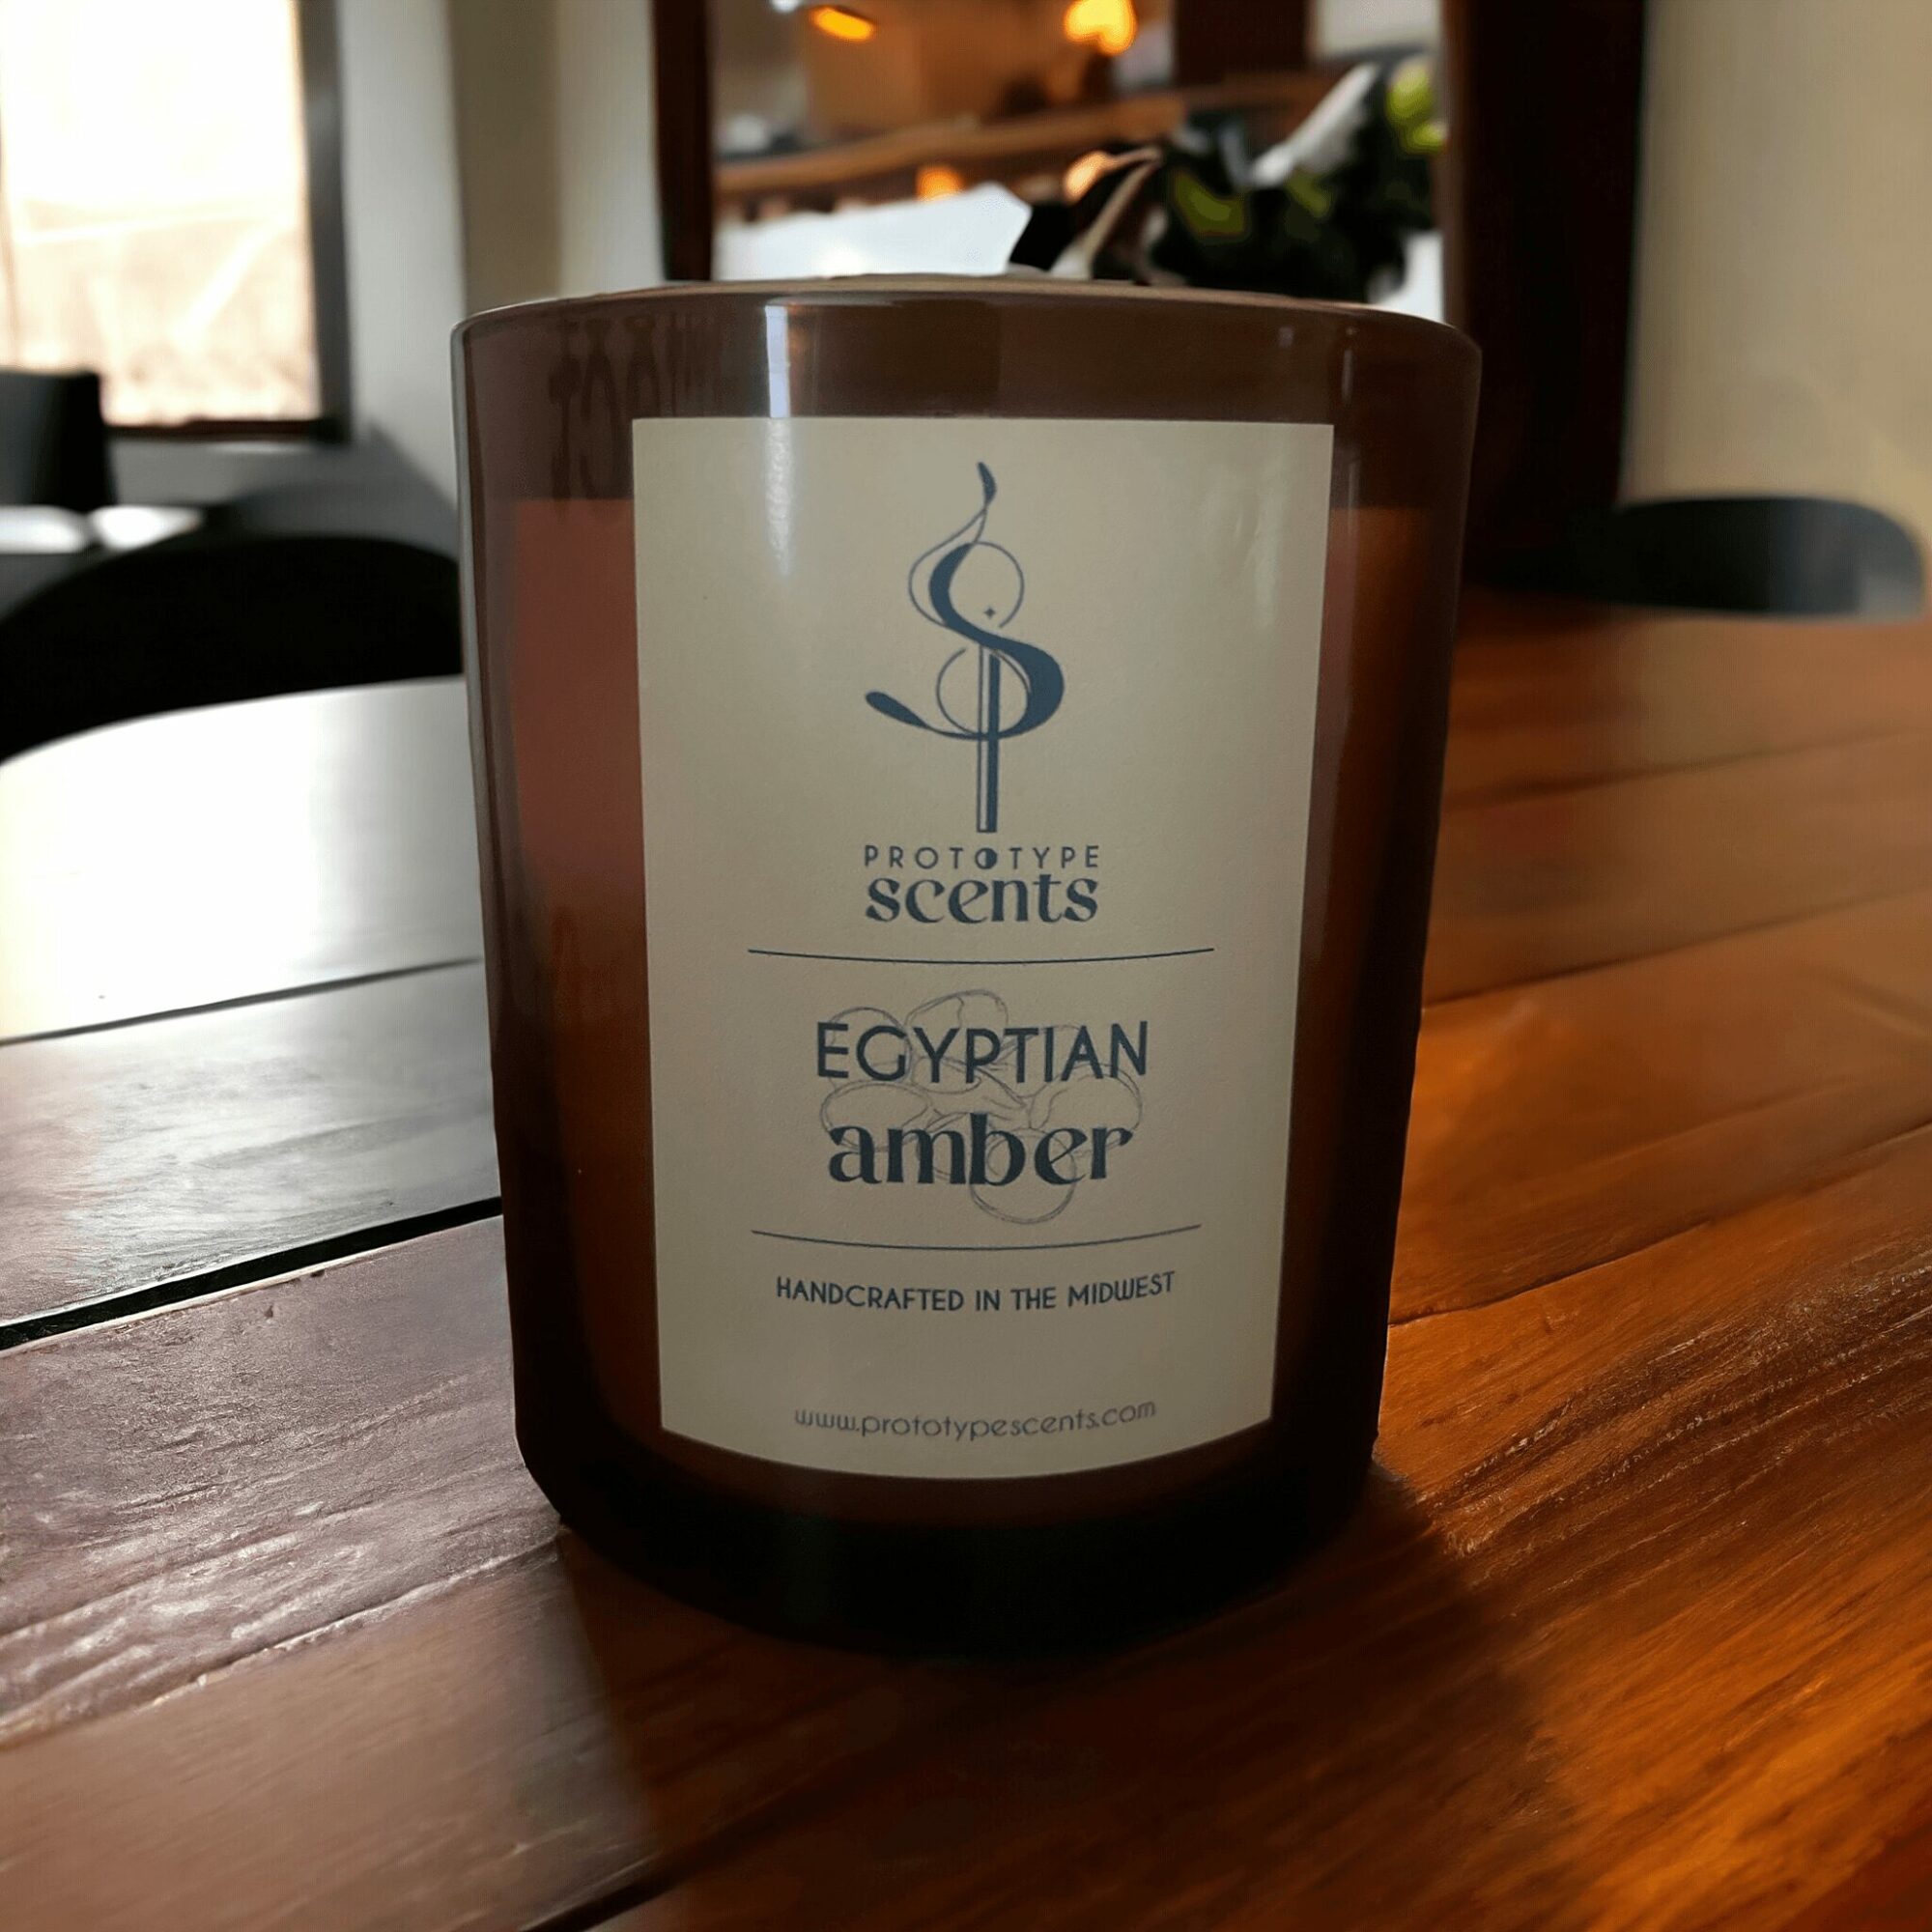 PROTOTYPE
scents
EGYPTIAN
amber
HANDCRAFTED IN THE MIDWEST
www.prototypescents.com